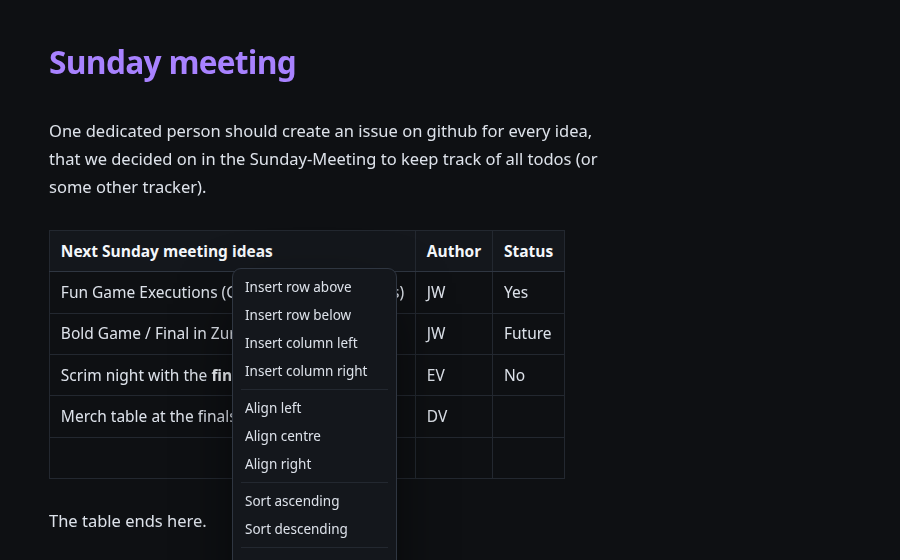 Sunday meeting
One dedicated person should create an issue on github for every idea,
that we decided on in the Sunday-Meeting to keep track of all todos (or
some other tracker).
Next Sunday meeting ideas Author Status
Fun Game Executions ( ) JW Yes
Bold Game / Final in JW Future
Scrim night with the EV No
Merch table at the finals DV
Insert row above
Insert row below
Insert column left
Insert column right
Align left
Align centre
Align right
Sort ascending
Sort descending
The table ends here.